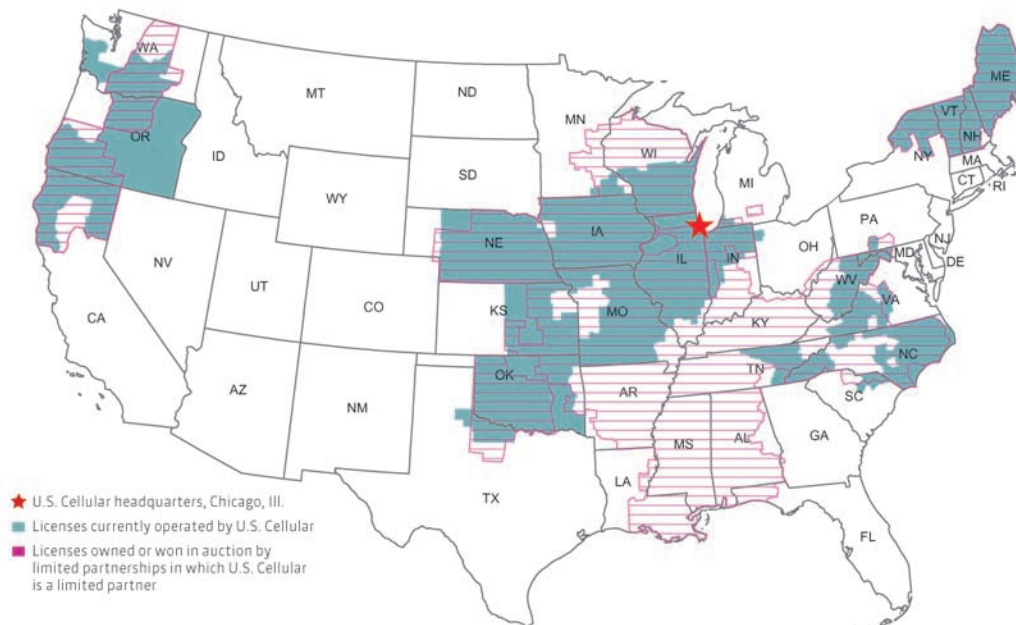 WA
ME
MT
ND
VT
MN
OR
NH
ID
WI
NY
MA
SD
CT
RI
MI
WY
PA
IA
NE
NJ
OH
MD
DE
NV
IL
IN
UT
WV
CO
VA
KS
MO
CA
KY
NC
TN
OK
AZ
NM
AR
SC
MS
AL
GA
LA
TX
FL
U.S. Cellular headquarters, Chicago, Ill.
Licenses currently operated by U.S. Cellular
Licenses owned or won in auction by
limited partnerships in which U.S. Cellular
is a limited partner